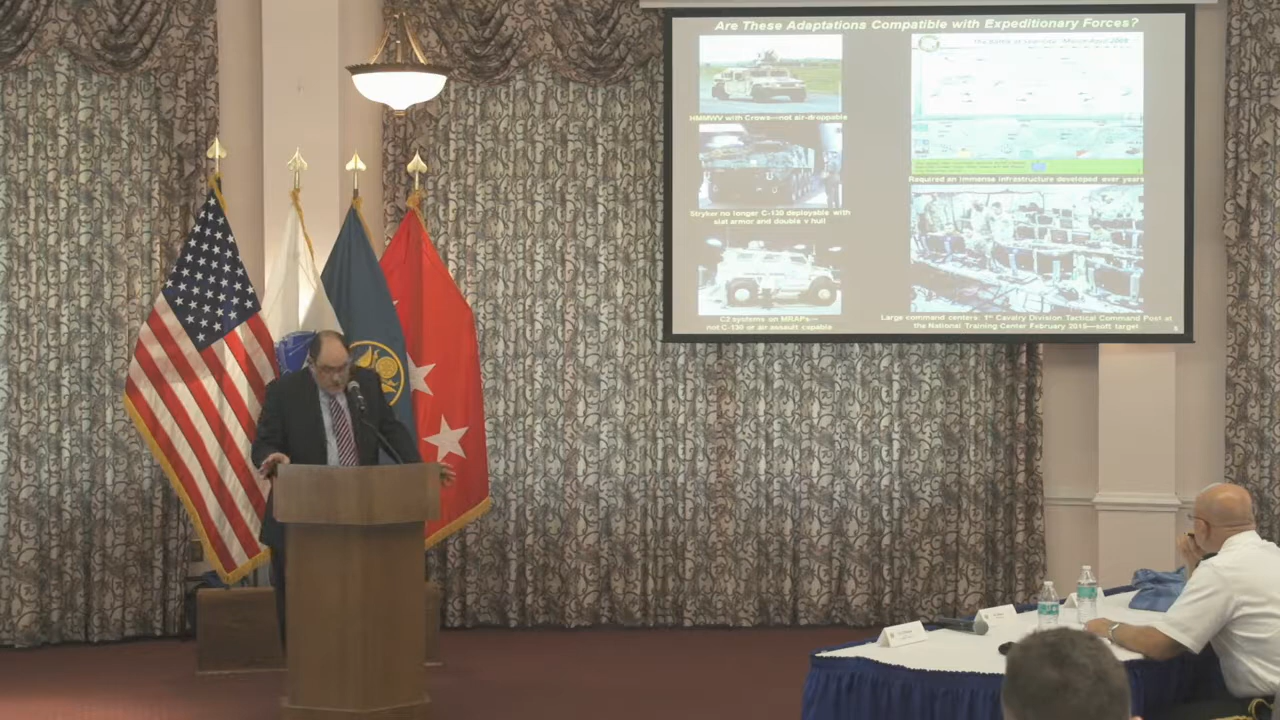 Are These Adaptations Compatible with Expeditionary Forces?
HMMWV with Crows—not air-droppable
Stryker no longer C-130 deployable with
slat armor and double v hull
C2 systems on MRAPs—
not C-130 or air assault capable
Required an immense infrastructure developed over years
Large command centers: 1st Cavalry Division Tactical Command Post at
the National Training Center February 2015—soft target